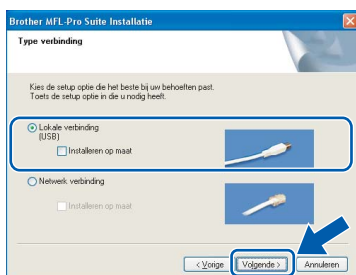 Brother MFL-Pro Suite Installatie
Type verbinding
Kies de setup optie die het beste bij uw behoeften past.
Toets de setup optie in die u nodig heeft.
Lokale verbinding
(USB)
Installeren op maat
Netwerk verbinding
Installeren op maat
< Vorige
Volgende >
Annuleren